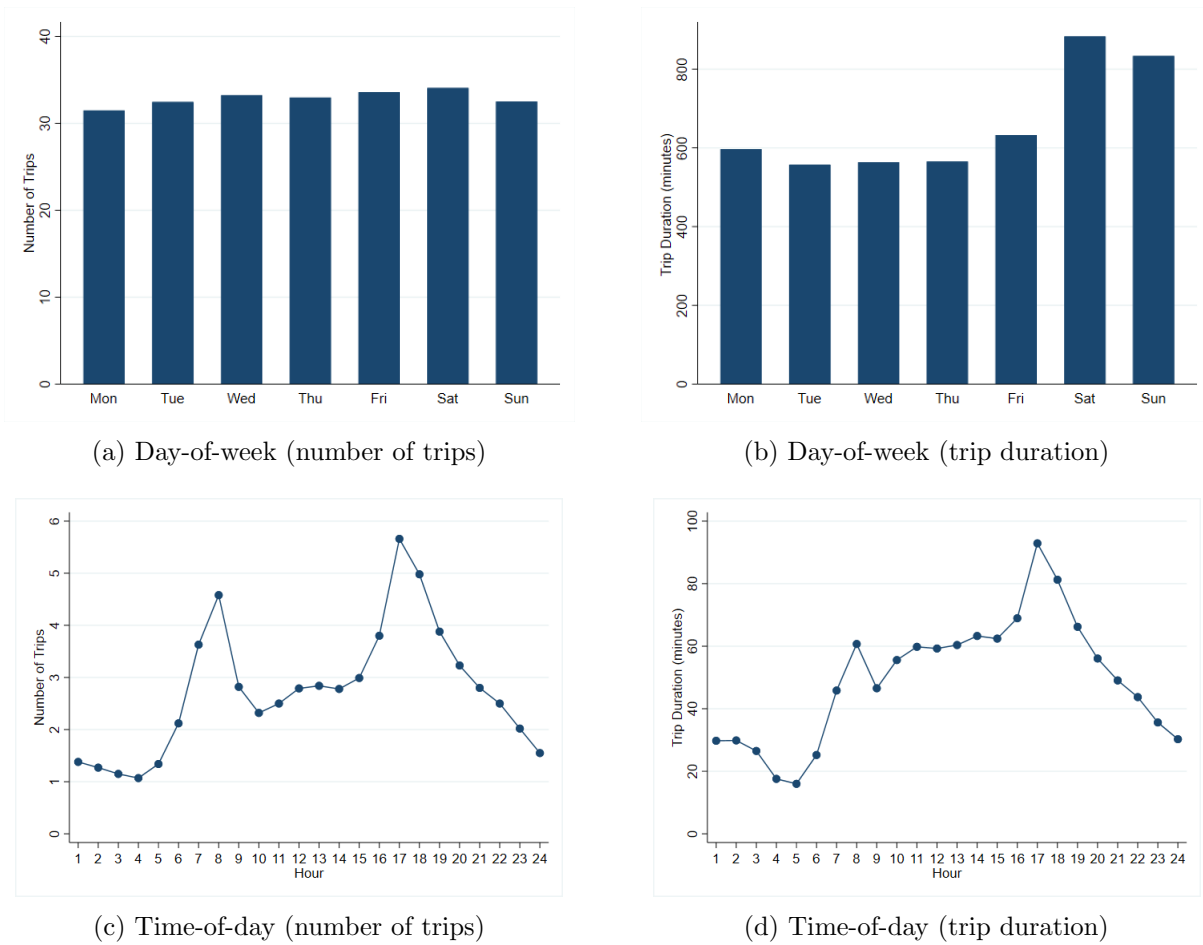 Number of Trips
40
30
20
10
0
Mon Tue Wed Thu Fri Sat Sun
(a) Day-of-week (number of trips)
Trip Duration (minutes)
800
600
400
200
0
Mon Tue Wed Thu Fri Sat Sun
(b) Day-of-week (trip duration)
Number of Trips
6
5
4
3
2
1
0
1 2 3 4 5 6 7 8 9 10 11 12 13 14 15 16 17 18 19 20 21 22 23 24
Hour
(c) Time-of-day (number of trips)
Trip Duration (minutes)
100
80
60
40
20
0
1 2 3 4 5 6 7 8 9 10 11 12 13 14 15 16 17 18 19 20 21 22 23 24
Hour
(d) Time-of-day (trip duration)